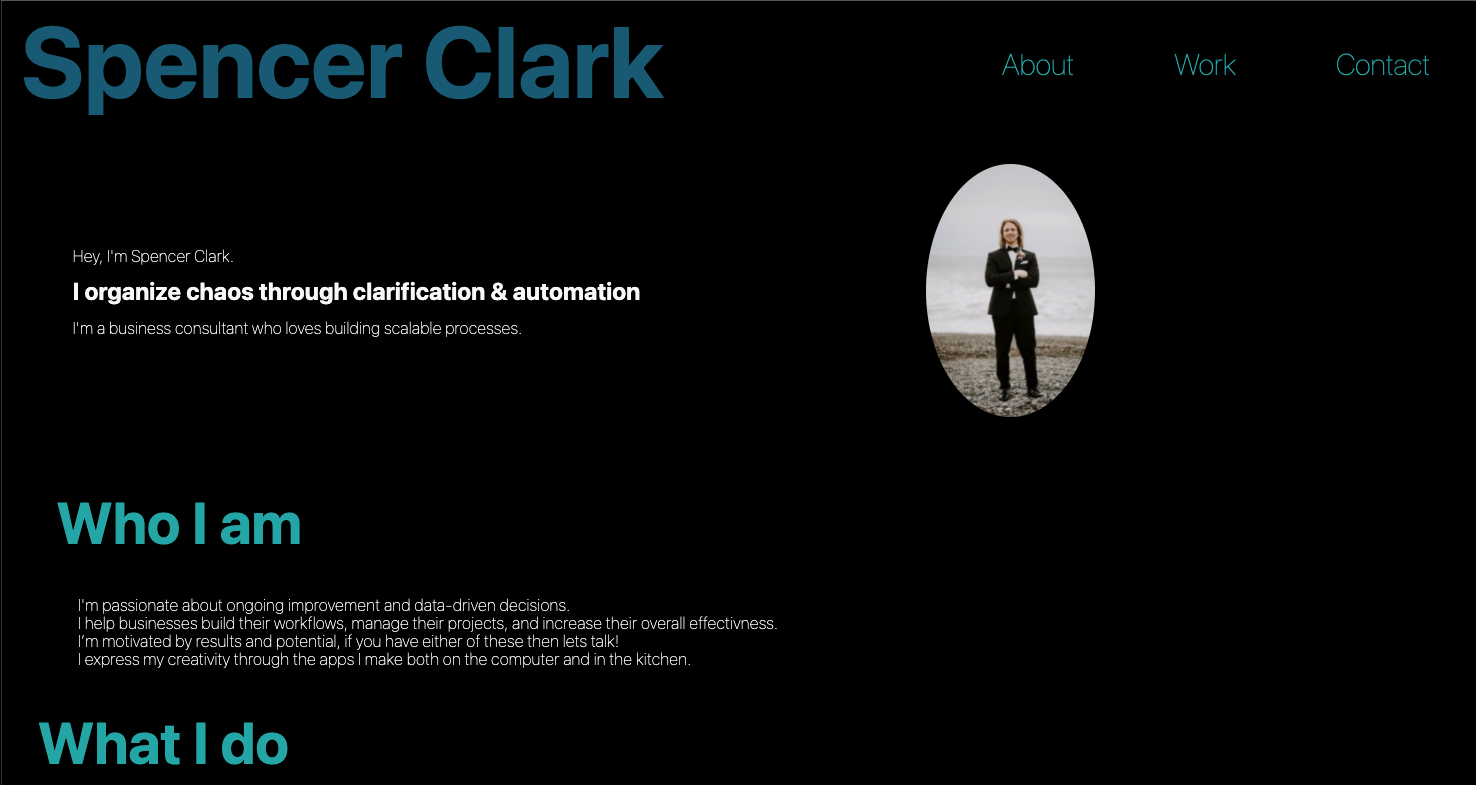 Spencer Clark
About
Work
Contact
Hey, I'm Spencer Clark.
I organize chaos through clarification & automation
I'm a business consultant who loves building scalable processes.
Who I am
I'm passionate about ongoing improvement and data-driven decisions.
I help businesses build their workflows, manage their projects, and increase their overall effectivness.
I’m motivated by results and potential, if you have either of these then lets talk!
I express my creativity through the apps I make both on the computer and in the kitchen.
What I do